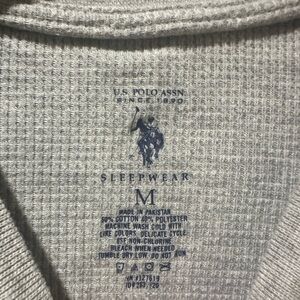 U.S. POLO ASSN.
SINCE 1890
SLEEPWEAR
M
MADE IN PAKISTAN
60% COTTON 40% POLYESTER
MACHINE WASH COLD WITH
LIKE COLORS DELICATE CYCLE
USE NON-CHLORINE
BLEACH WHEN NEEDED
TUMBLE DRY LOW. DO NOT IRON